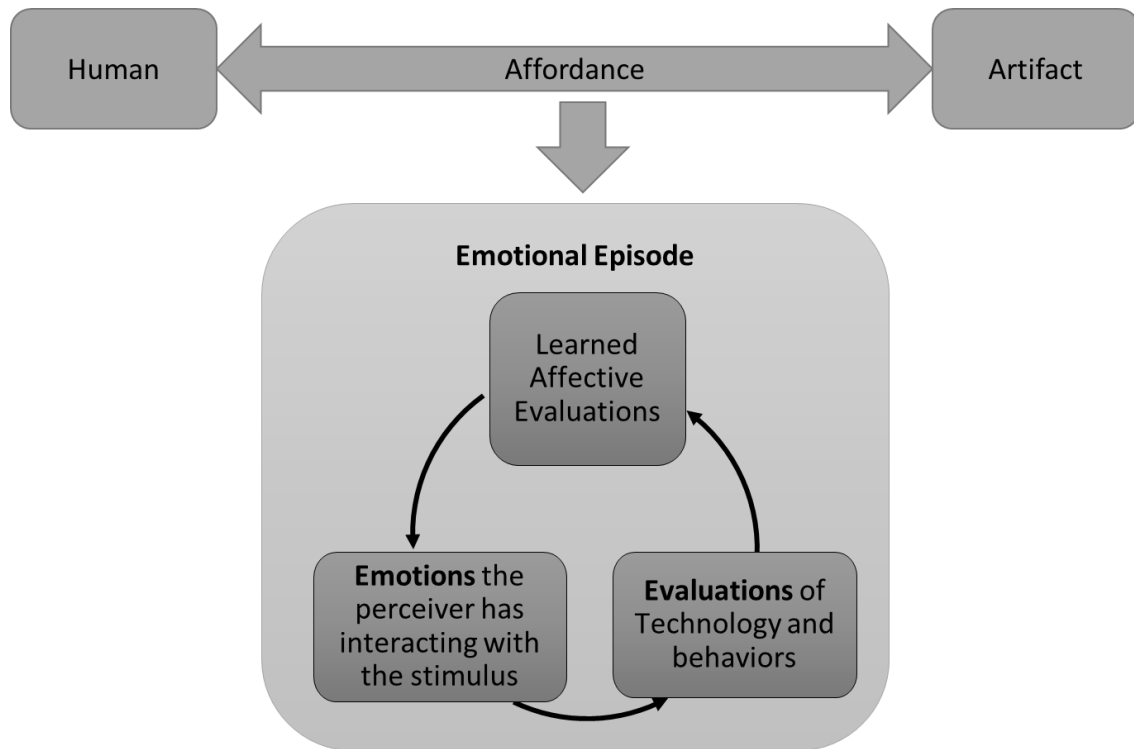 Human
Affordance
Artifact
Emotional Episode
Learned
Affective
Evaluations
Emotions the
perceiver has
interacting with
the stimulus
Evaluations of
Technology and
behaviors